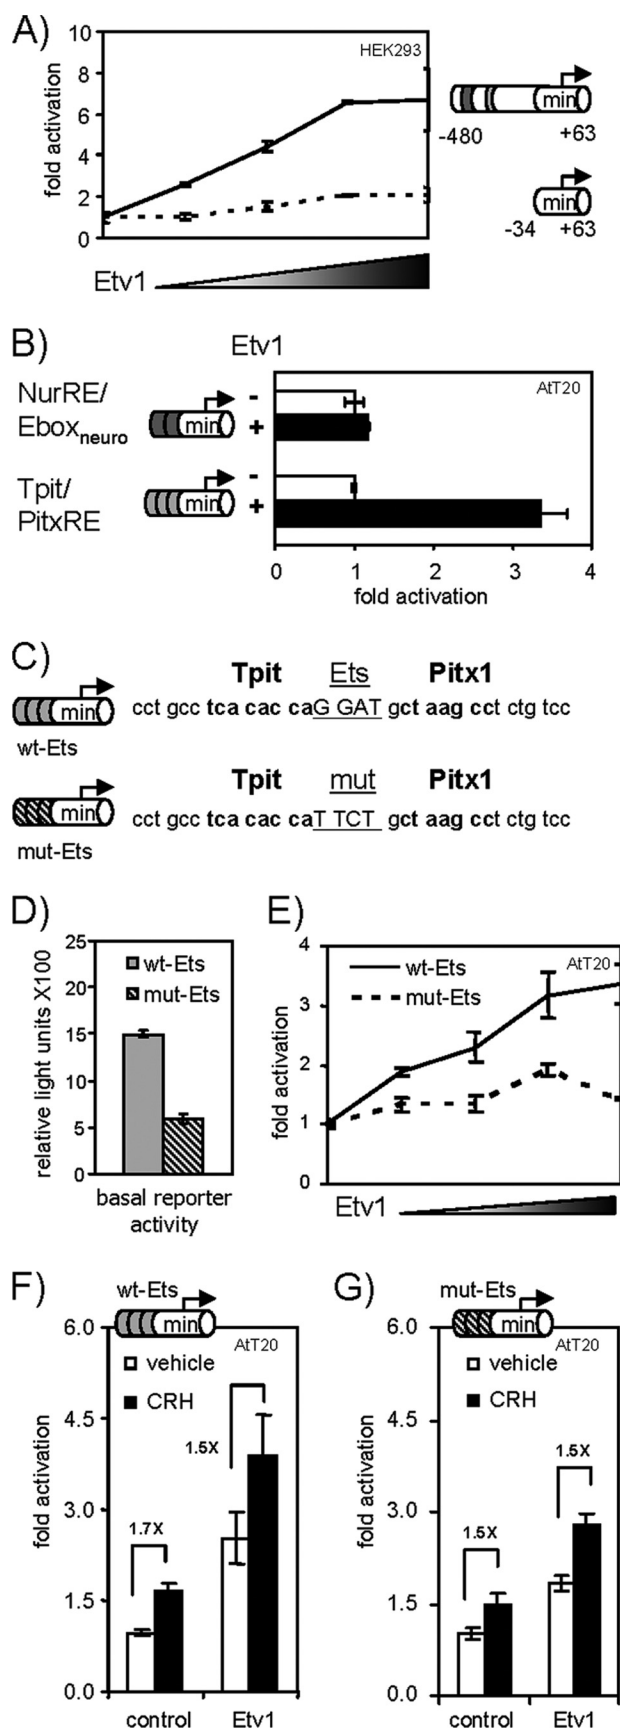 A)
HEK293
fold activation
10
8
6
4
2
0
min
-480 +63
min
-34 +63
Etv1
B)
Etv1
AtT20
NurRE/
Ebox neuro
min
-
+
Tpit/
PitxRE
min
-
+
0 1 2 3 4
fold activation
C)
Tpit Ets Pitx1
min
cct gcc tca cac caG GAT gct aag cct ctg tcc
wt-Ets
Tpit mut Pitx1
min
cct gcc tca cac caT TCT gct aag cct ctg tcc
mut-Ets
D)
relative light units X100
25
20
15
10
5
0
wt-Ets
mut-Ets
basal reporter
activity
E)
AtT20
fold activation
4
3
2
1
0
wt-Ets
mut-Ets
Etv1
F)
wt-Ets
min
AtT20
fold activation
6.0
4.5
3.0
1.5
0.0
vehicle
CRH
1.7X
1.5X
control Etv1
G)
mut-Ets
min
AtT20
fold activation
6.0
4.5
3.0
1.5
0.0
vehicle
CRH
1.5X
1.5X
control Etv1